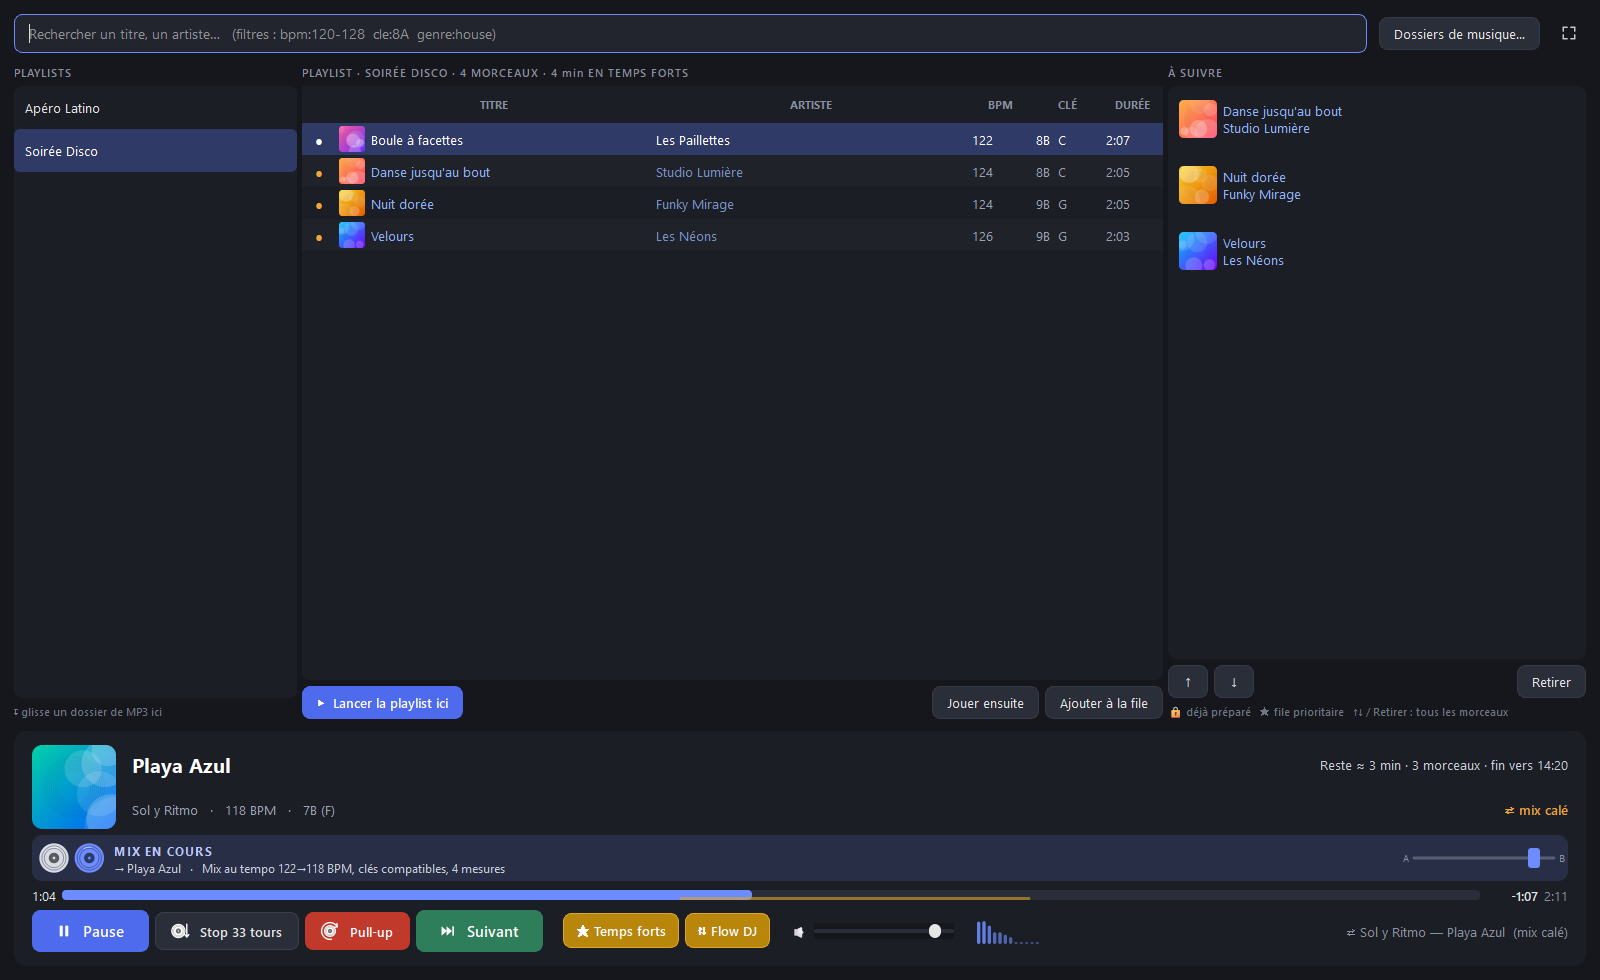 Rechercher un titre, un artiste... (filtres : bpm:120-128 cle:8A genre:house)
Dossiers de musique...
PLAYLISTS
Apéro Latino
Soirée Disco
glisse un dossier de MP3 ici
PLAYLIST · SOIRÉE DISCO · 4 MORCEAUX · 4 min EN TEMPS FORTS
TITRE ARTISTE BPM CLÉ DURÉE
Boule à facettes Les Paillettes 122 8B C 2:07
Danse jusqu'au bout Studio Lumière 124 8B C 2:05
Nuit dorée Funky Mirage 124 9B G 2:05
Velours Les Néons 126 9B G 2:03
Lancer la playlist ici
Jouer ensuite
Ajouter à la file
À SUIVRE
Danse jusqu'au bout
Studio Lumière
Nuit dorée
Funky Mirage
Velours
Les Néons
↑ ↓ Retirer
🔒 déjà préparé ★ file prioritaire ↑↓ / Retirer : tous les morceaux
Playa Azul
Reste ≈ 3 min · 3 morceaux · fin vers 14:20
Sol y Ritmo · 118 BPM · 7B (F)
⇄ mix calé
MIX EN COURS
→ Playa Azul · Mix au tempo 122→118 BPM, clés compatibles, 4 mesures
A B
1:04 -1:07 2:11
Pause
Stop 33 tours
Pull-up
Suivant
★ Temps forts
Flow DJ
⇄ Sol y Ritmo — Playa Azul (mix calé)